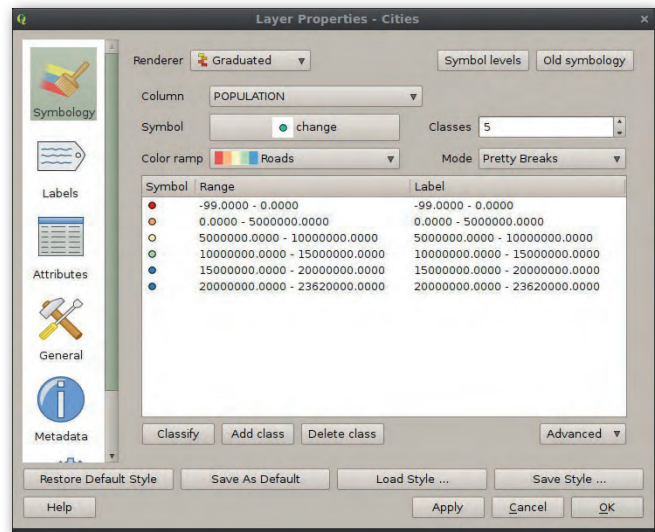 Layer Properties - Cities
Symbology
Labels
Attributes
General
Metadata
Renderer Graduated Symbol levels Old symbology
Column POPULATION
Symbol change Classes 5
Color ramp Roads Mode Pretty Breaks
Symbol Range Label
-99.0000 - 0.0000 -99.0000 - 0.0000
0.0000 - 5000000.0000 0.0000 - 5000000.0000
5000000.0000 - 10000000.0000 5000000.0000 - 10000000.0000
10000000.0000 - 15000000.0000 10000000.0000 - 15000000.0000
15000000.0000 - 20000000.0000 15000000.0000 - 20000000.0000
20000000.0000 - 23620000.0000 20000000.0000 - 23620000.0000
Classify Add class Delete class Advanced
Restore Default Style Save As Default Load Style ... Save Style ...
Help Apply Cancel OK